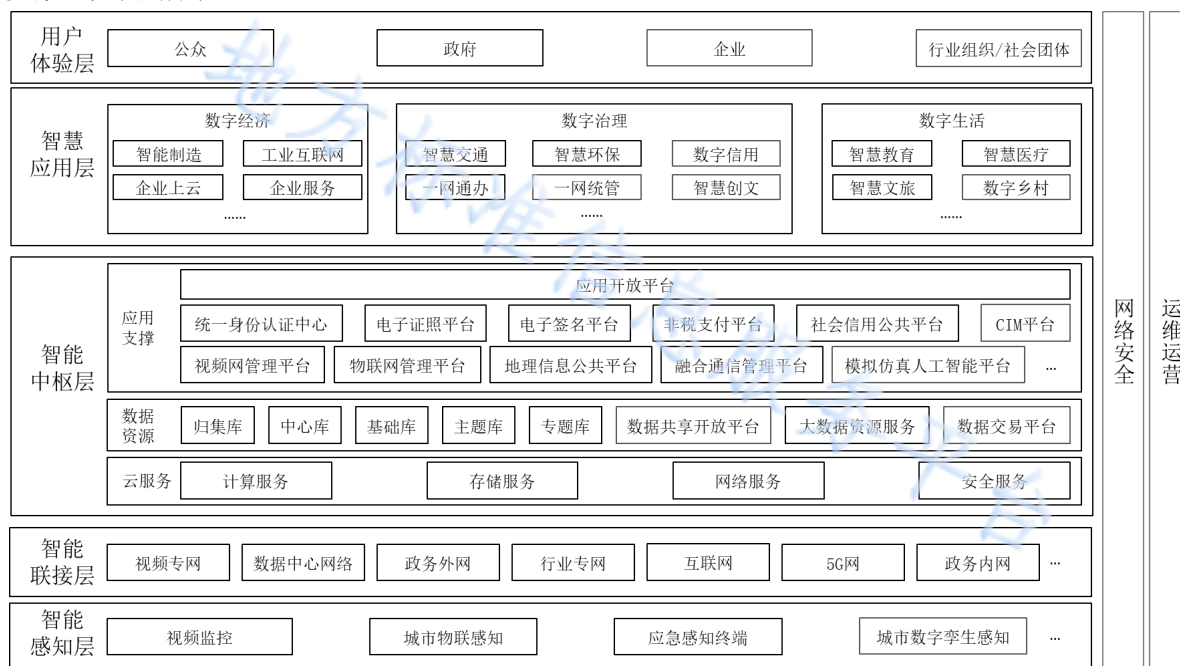 用户
体验层
公众
政府
企业
行业组织/社会团体
智慧
应用层
数字经济
智能制造
工业互联网
企业上云
企业服务
......
数字治理
智慧交通
智慧环保
数字信用
一网通办
一网统管
智慧创文
......
数字生活
智慧教育
智慧医疗
智慧文旅
数字乡村
......
智能
中枢层
应用
支撑
应用开放平台
统一身份认证中心
电子证照平台
电子签名平台
非税支付平台
社会信用公共平台
CIM平台
视频网管理平台
物联网管理平台
地理信息公共平台
融合通信管理平台
模拟仿真人工智能平台
...
数据
资源
归集库
中心库
基础库
主题库
专题库
数据共享开放平台
大数据资源服务
数据交易平台
云服务
计算服务
存储服务
网络服务
安全服务
智能
联接层
视频专网
数据中心网络
政务外网
行业专网
互联网
5G网
政务内网
...
智能
感知层
视频监控
城市物联感知
应急感知终端
城市数字孪生感知
...
网络安全
运维运营
地方标准信息服务平台